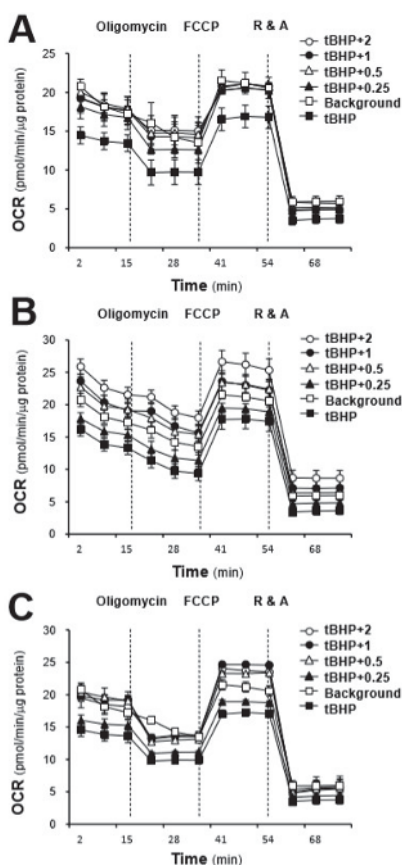 A
Oligomycin FCCP R & A
OCR (pmol/min/µg protein)
25
20
15
10
5
0
2 15 28 41 54 68
Time (min)
tBHP+2
tBHP+1
tBHP+0.5
tBHP+0.25
Background
tBHP
B
Oligomycin FCCP R & A
OCR (pmol/min/µg protein)
30
25
20
15
10
5
0
2 15 28 41 54 68
Time (min)
tBHP+2
tBHP+1
tBHP+0.5
tBHP+0.25
Background
tBHP
C
Oligomycin FCCP R & A
OCR (pmol/min/µg protein)
30
25
20
15
10
5
0
2 15 28 41 54 68
Time (min)
tBHP+2
tBHP+1
tBHP+0.5
tBHP+0.25
Background
tBHP